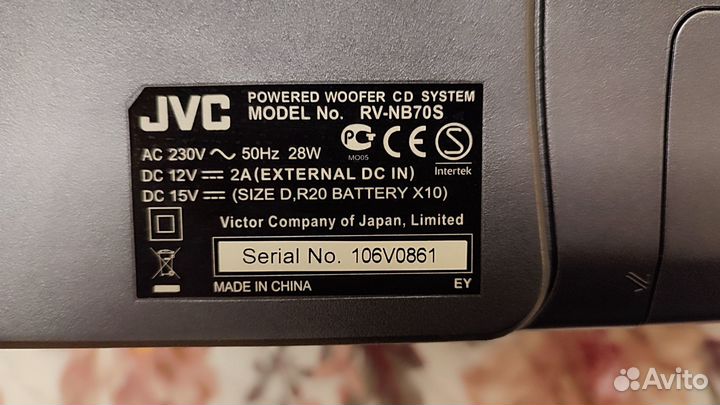 JVC
POWERED WOOFER CD SYSTEM
MODEL No. RV-NB70S
AC 230V ~ 50Hz 28W
DC 12V ⎓ 2A(EXTERNAL DC IN)
DC 15V ⎓ (SIZE D,R20 BATTERY X10)
РСТ
MO05
CE
S
Intertek
Victor Company of Japan, Limited
Serial No. 106V0861
MADE IN CHINA EY
Avito